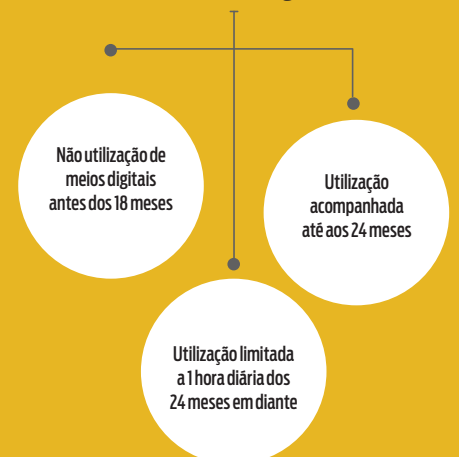 Não utilização de
meios digitais
antes dos 18 meses
Utilização
acompanhada
até aos 24 meses
Utilização limitada
a 1 hora diária dos
24 meses em diante